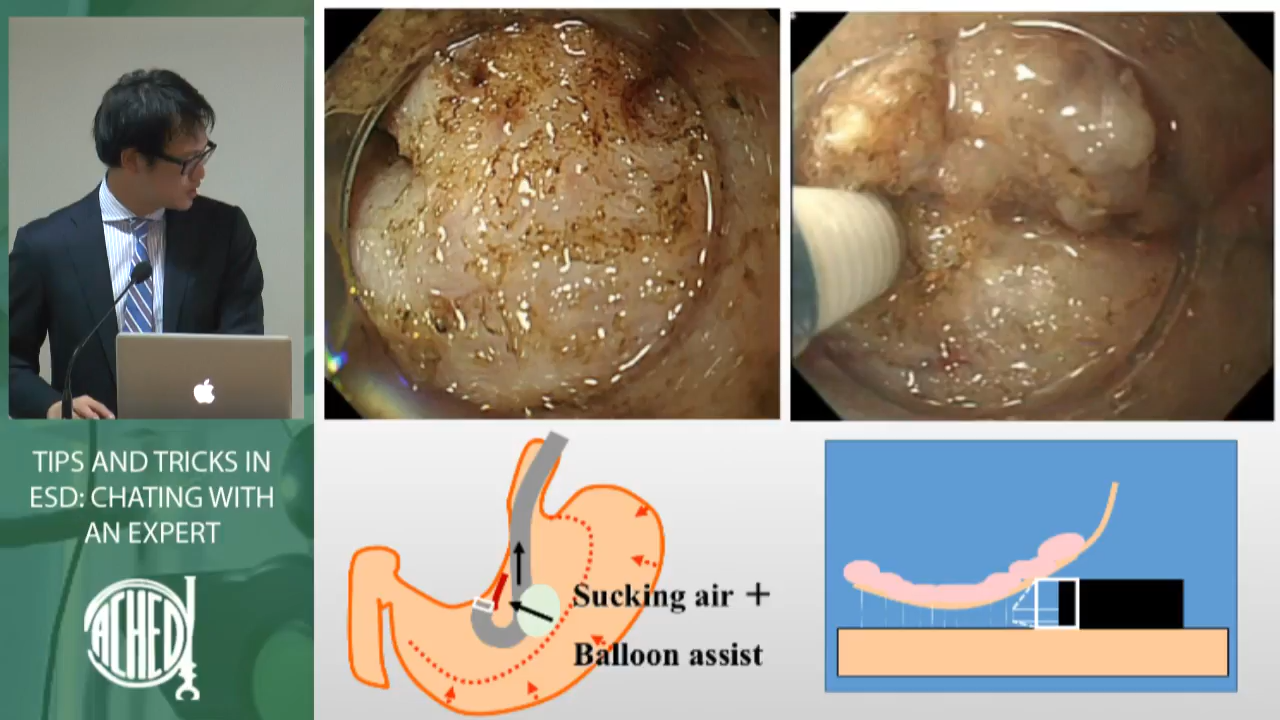 TIPS AND TRICKS IN
ESD: CHATING WITH
AN EXPERT
ACHED
Sucking air +
Balloon assist